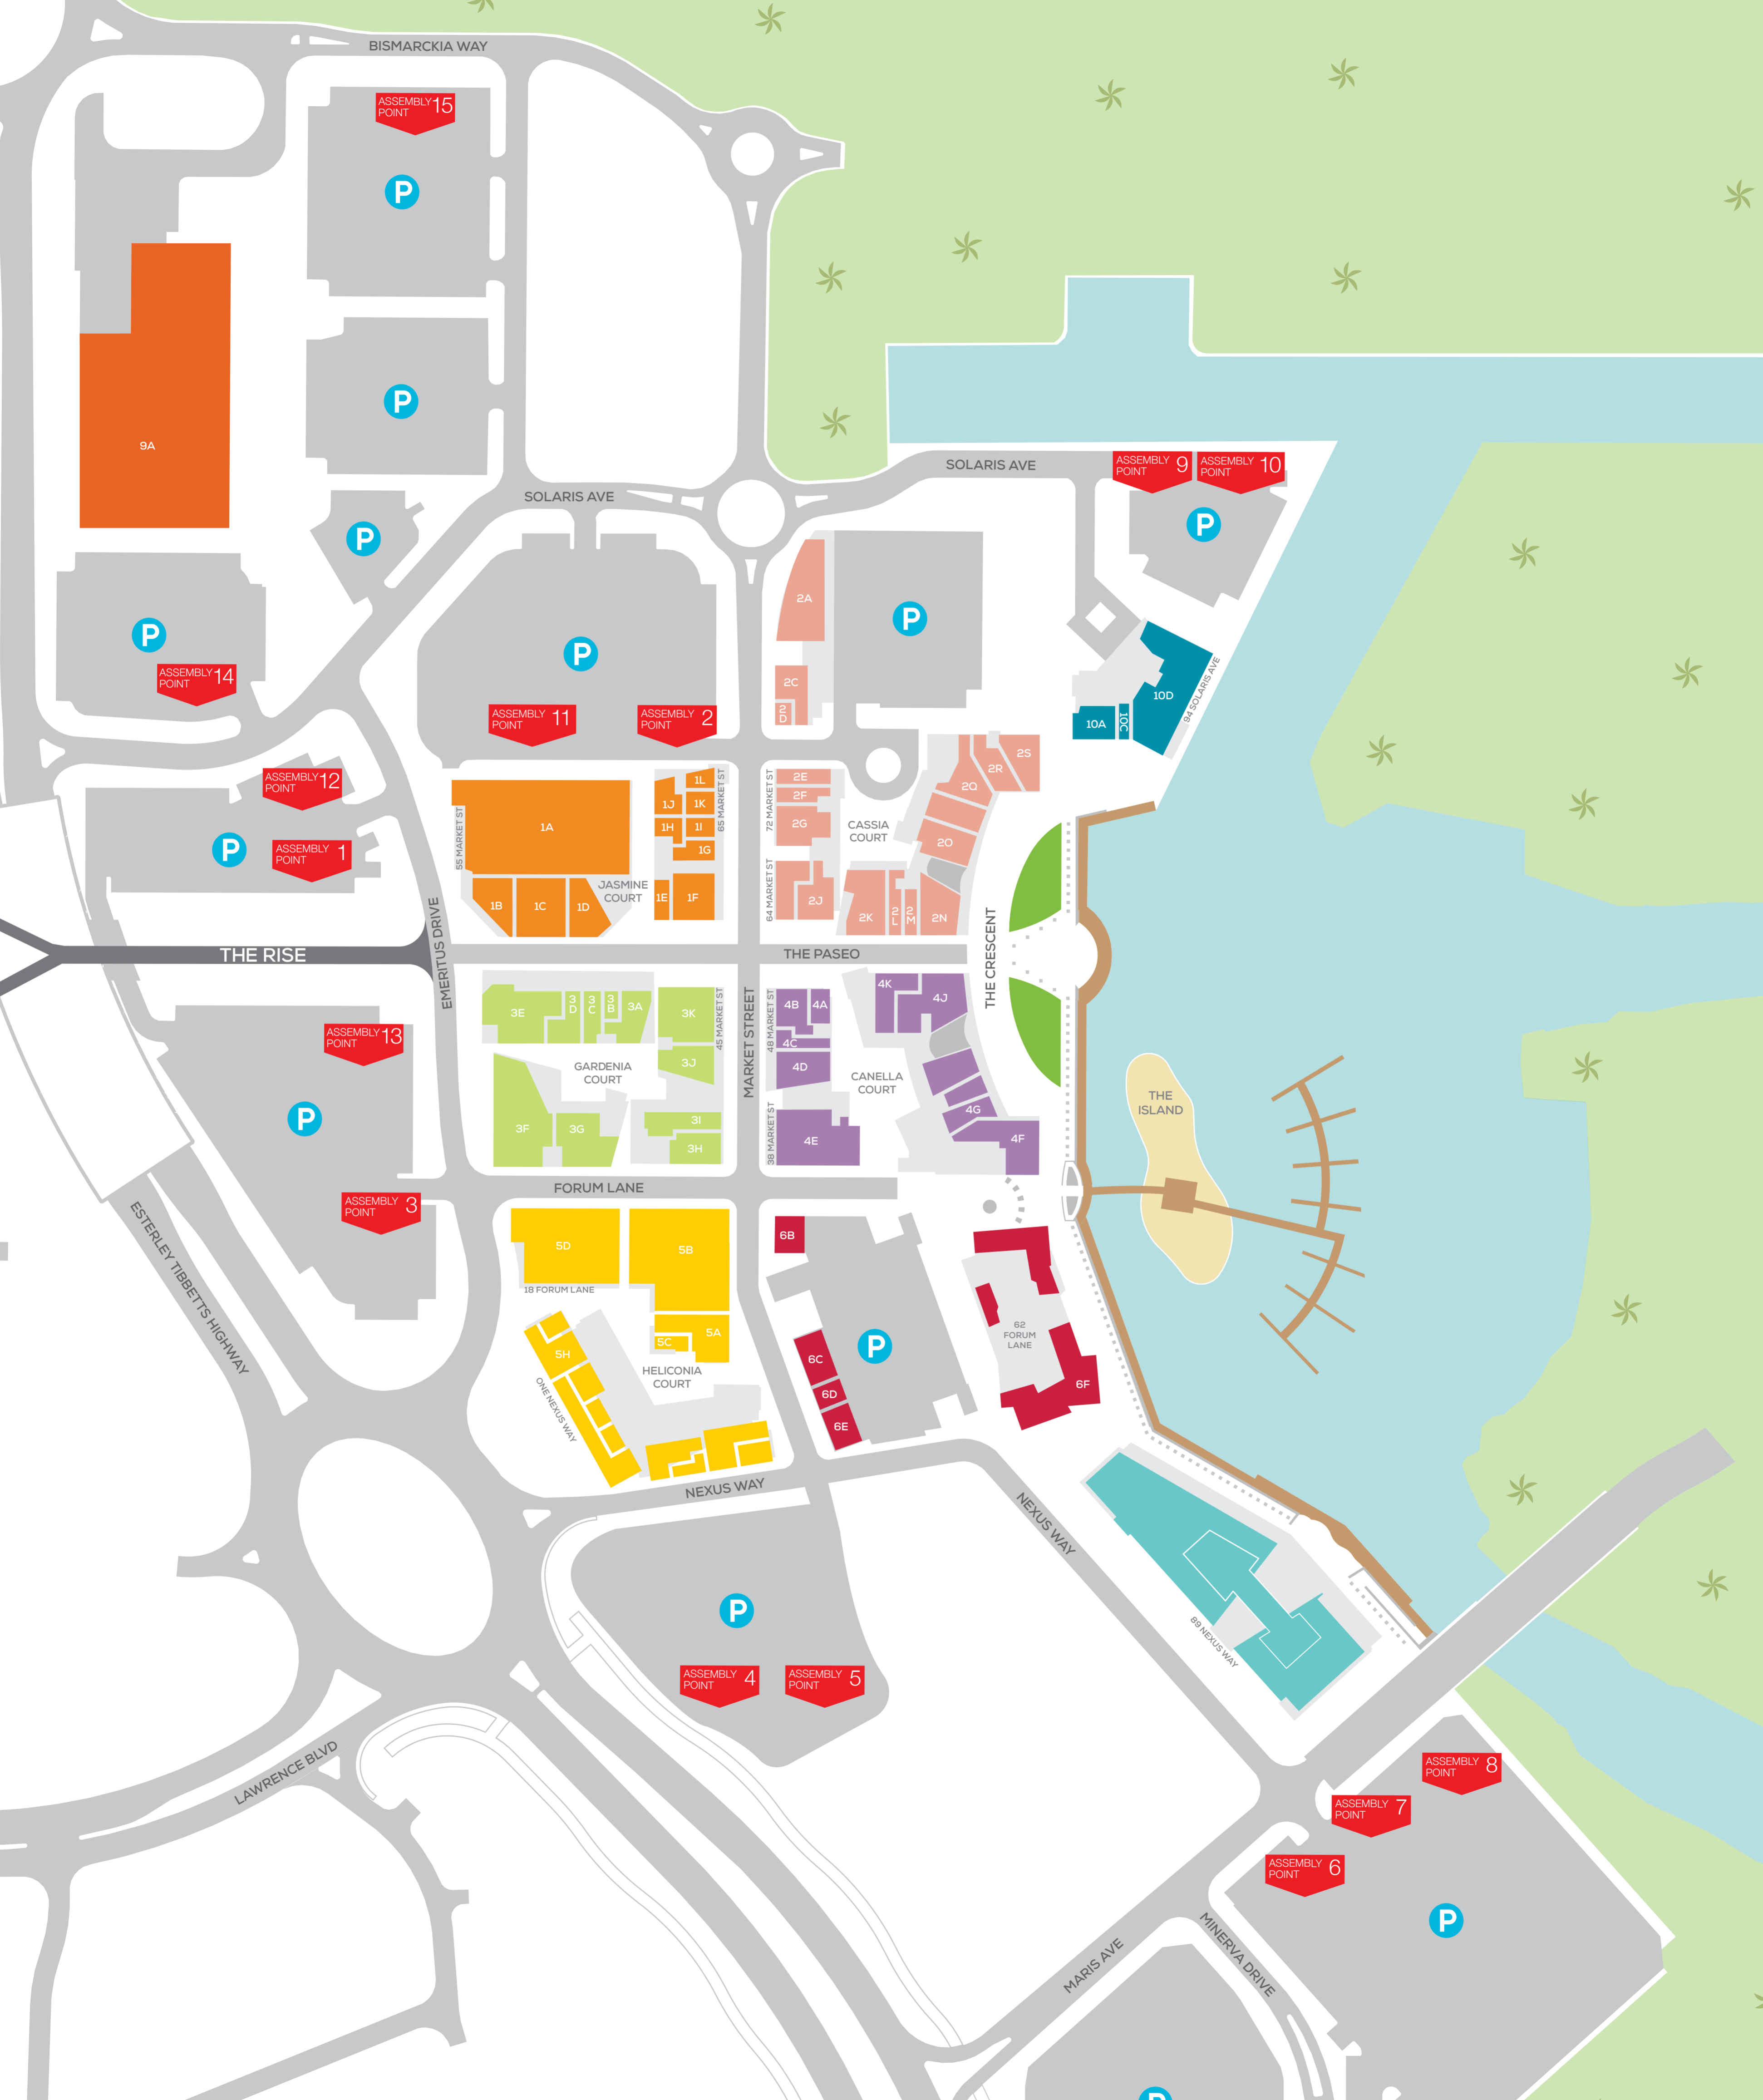 BISMARCKIA WAY
ASSEMBLY POINT 15
P
P
9A
SOLARIS AVE
ASSEMBLY POINT 9
ASSEMBLY POINT 10
SOLARIS AVE
P
P
2A
P
P
P
ASSEMBLY POINT 14
2C
2D
10D
94 SOLARIS AVE
10A
10C
ASSEMBLY POINT 11
ASSEMBLY POINT 2
ASSEMBLY POINT 12
2S
2R
2Q
2E
2F
2G
72 MARKET ST
CASSIA
COURT
2O
1L
1J
1K
1H
1I
1G
65 MARKET ST
1A
55 MARKET ST
P
ASSEMBLY POINT 1
JASMINE
COURT
1B
1C
1D
1E
1F
64 MARKET ST
2J
2K
2L
2M
2N
THE RISE
EMERITUS DRIVE
THE PASEO
THE CRESCENT
3E
3D
3C
3B
3A
3K
45 MARKET ST
3J
MARKET STREET
4B
4A
48 MARKET ST
4C
4D
4K
4J
ASSEMBLY POINT 13
GARDENIA
COURT
CANELLA
COURT
P
3F
3G
3I
3H
38 MARKET ST
4E
4G
4F
THE
ISLAND
FORUM LANE
ASSEMBLY POINT 3
ESTERLEY TIBBETTS HIGHWAY
5D
5B
18 FORUM LANE
6B
5A
5C
5H
HELICONIA
COURT
ONE NEXUS WAY
6C
6D
6E
P
62
FORUM
LANE
6F
NEXUS WAY
NEXUS WAY
P
89 NEXUS WAY
ASSEMBLY POINT 4
ASSEMBLY POINT 5
LAWRENCE BLVD
ASSEMBLY POINT 8
ASSEMBLY POINT 7
ASSEMBLY POINT 6
P
MARIS AVE
MINERVA DRIVE
P